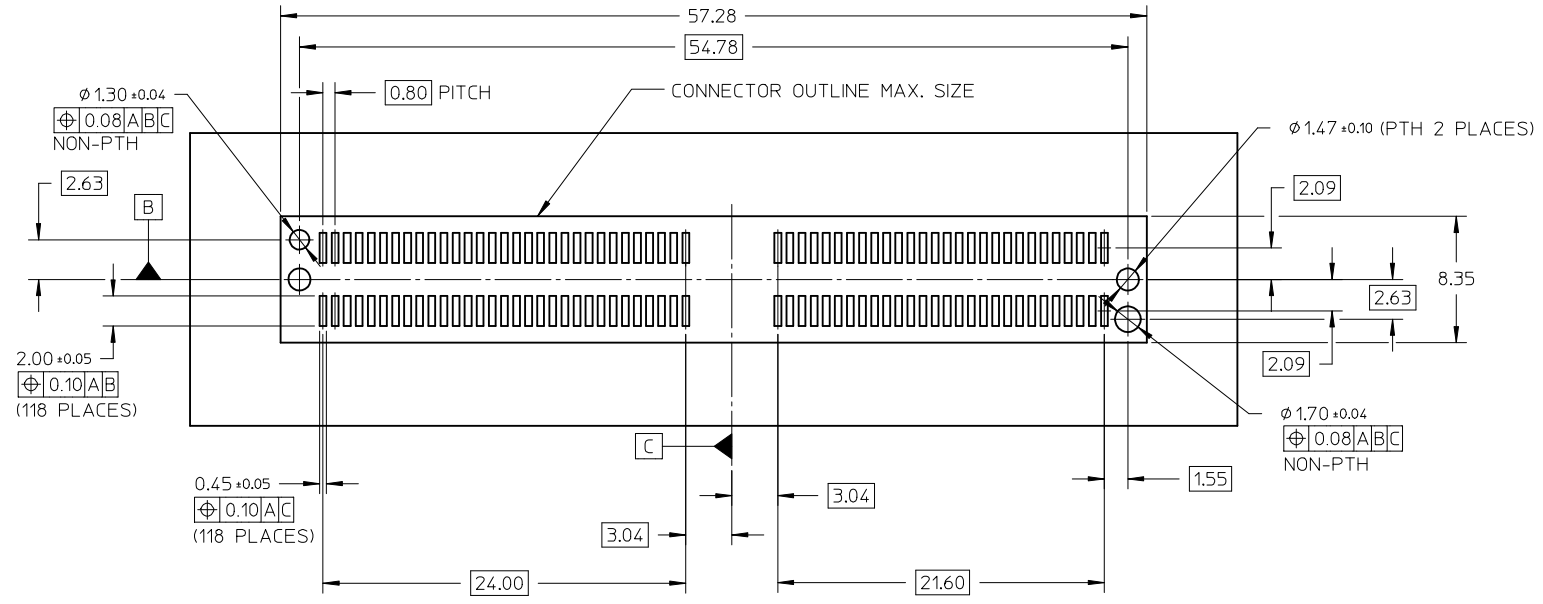 57.28
54.78
0.80 PITCH
CONNECTOR OUTLINE MAX. SIZE
⌀1.30 ±0.04
⌖ 0.08 A B C
NON-PTH
⌀1.47 ±0.10 (PTH 2 PLACES)
2.63
2.09
B
8.35
2.63
2.00 ±0.05
⌖ 0.10 A B
(118 PLACES)
2.09
⌀1.70 ±0.04
⌖ 0.08 A B C
NON-PTH
C
1.55
0.45 ±0.05
⌖ 0.10 A C
(118 PLACES)
3.04
3.04
24.00
21.60